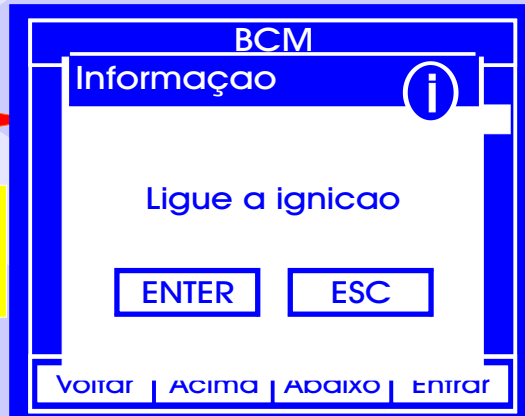 BCM
Informaçao
i
Ligue a ignicao
ENTER ESC
Voltar Acima Abaixo Entrar